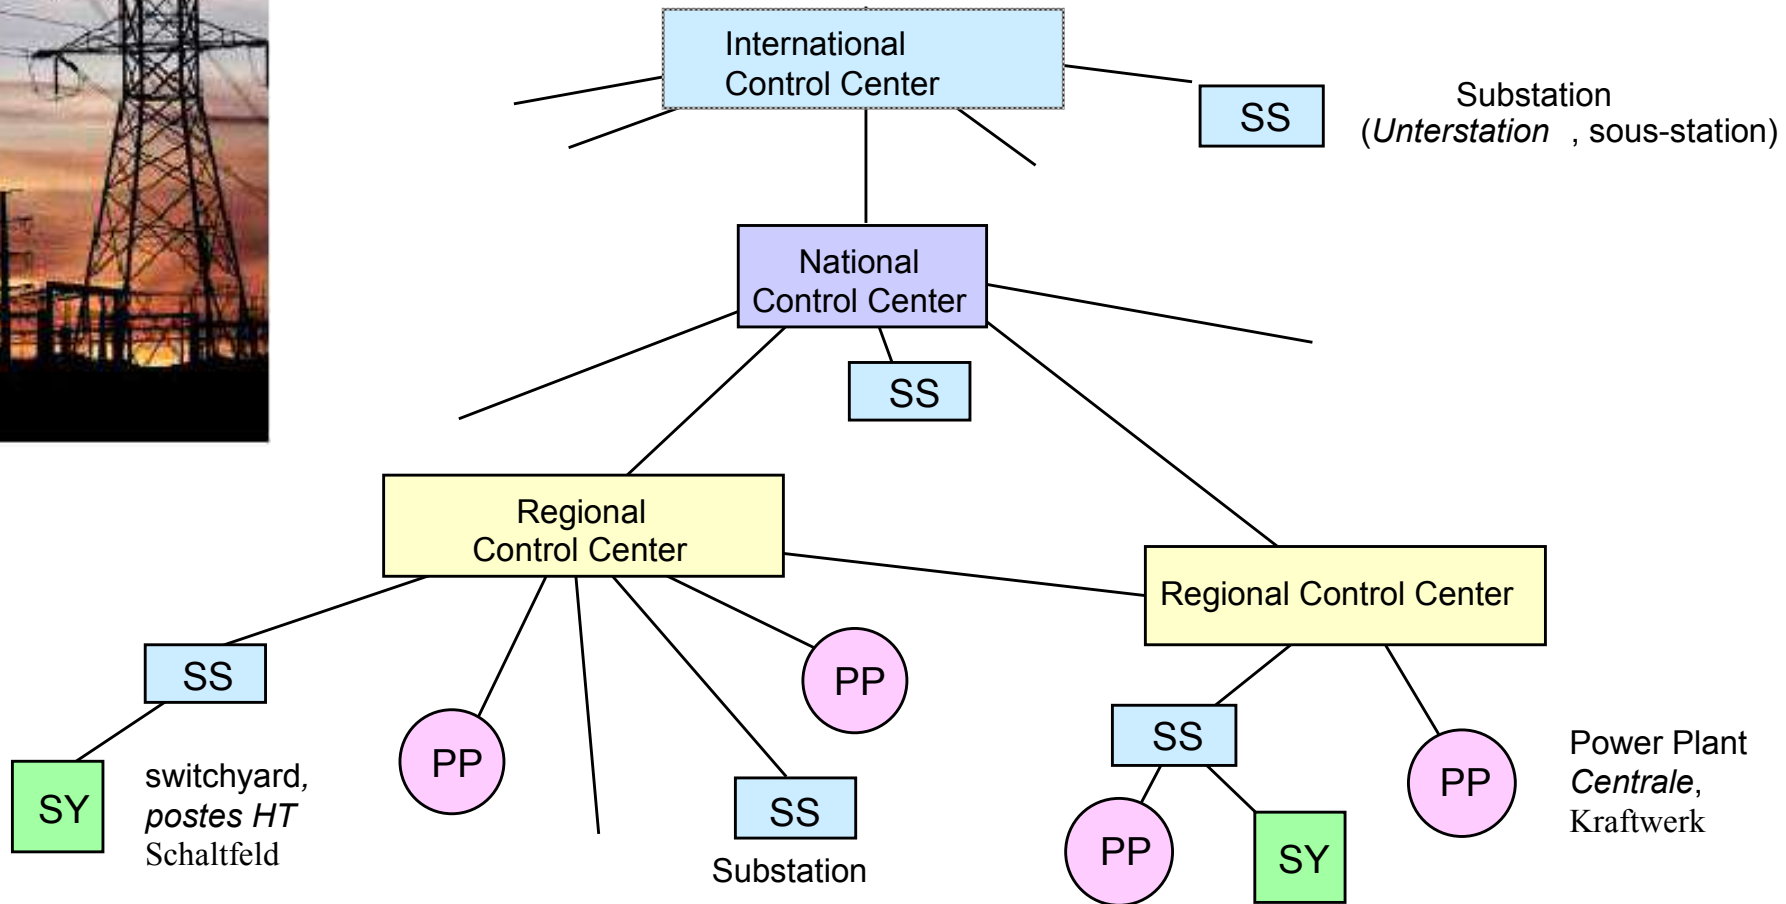 International
Control Center
SS
Substation
(Unterstation , sous-station)
National
Control Center
SS
Regional
Control Center
Regional Control Center
SS
PP
PP
SS
PP
SY
switchyard,
postes HT
Schaltfeld
SS
Substation
PP
SY
Power Plant
Centrale,
Kraftwerk